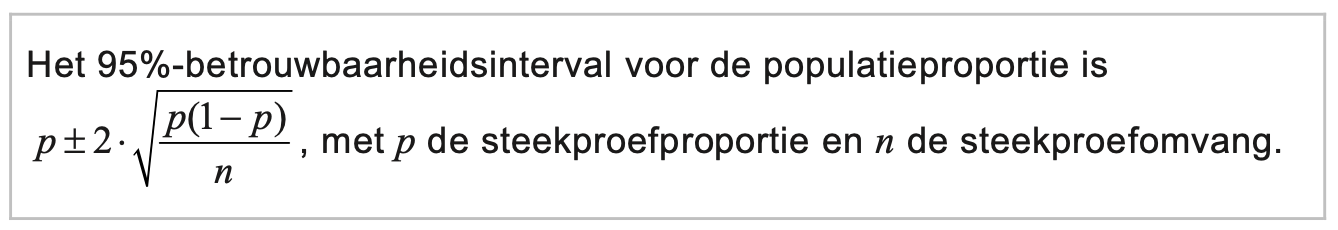 Het 95%-betrouwbaarheidsinterval voor de populatieproportie is
p ± 2 · √(p(1 − p)/n) , met p de steekproefproportie en n de steekproefomvang.